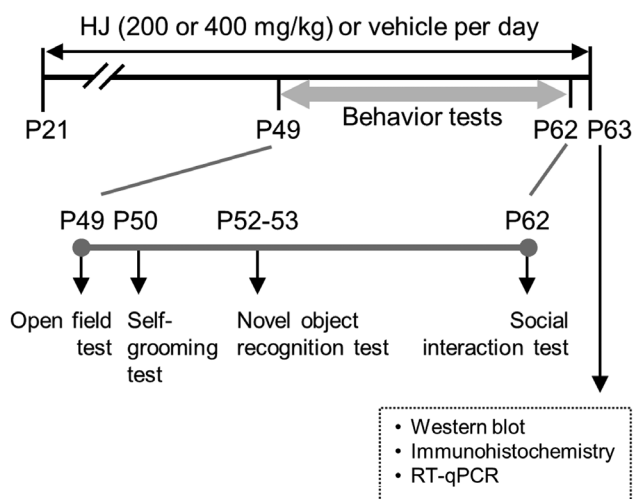 HJ (200 or 400 mg/kg) or vehicle per day
Behavior tests
P21
P49
P62
P63
P49
P50
P52-53
P62
Open field
test
Self-
grooming
test
Novel object
recognition test
Social
interaction test
• Western blot
• Immunohistochemistry
• RT-qPCR